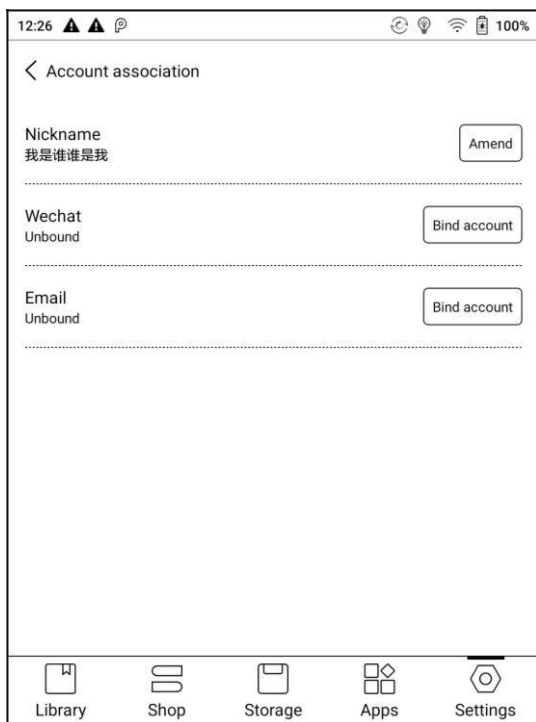 12:26 100%
Account association
Nickname
我是谁谁是我
Amend
Wechat
Unbound
Bind account
Email
Unbound
Bind account
Library Shop Storage Apps Settings